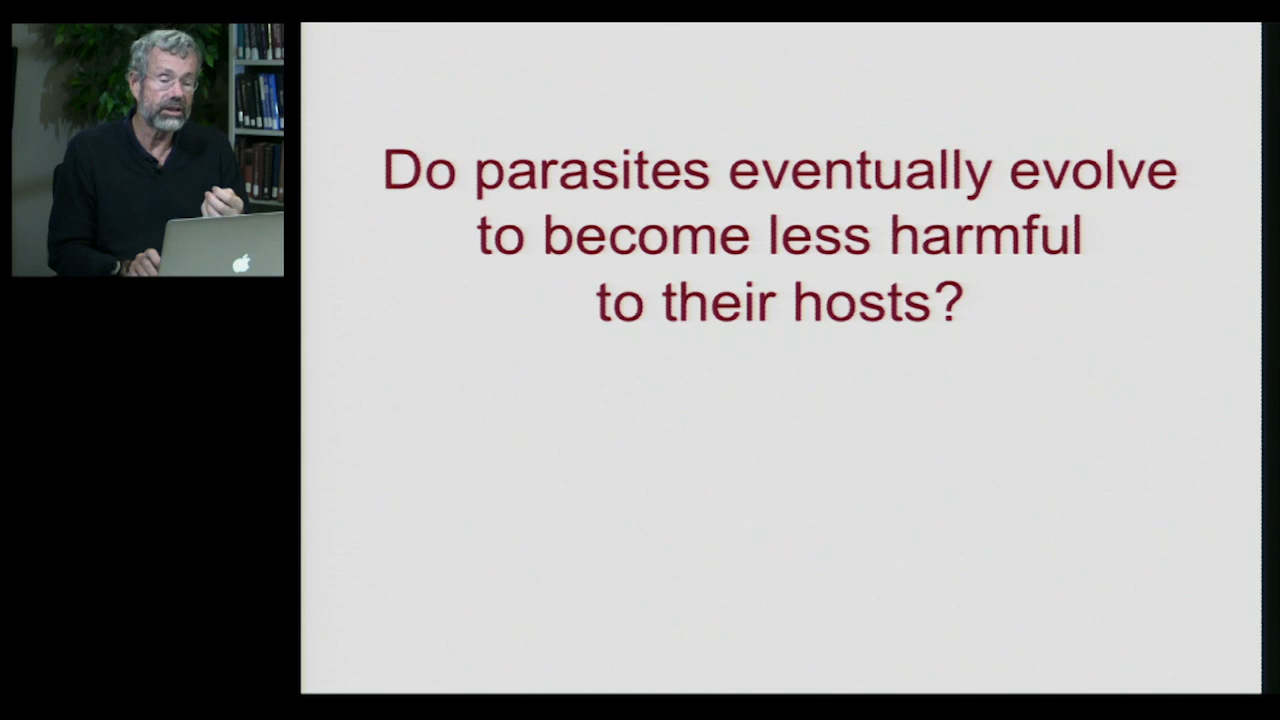 Do parasites eventually evolve
to become less harmful
to their hosts?